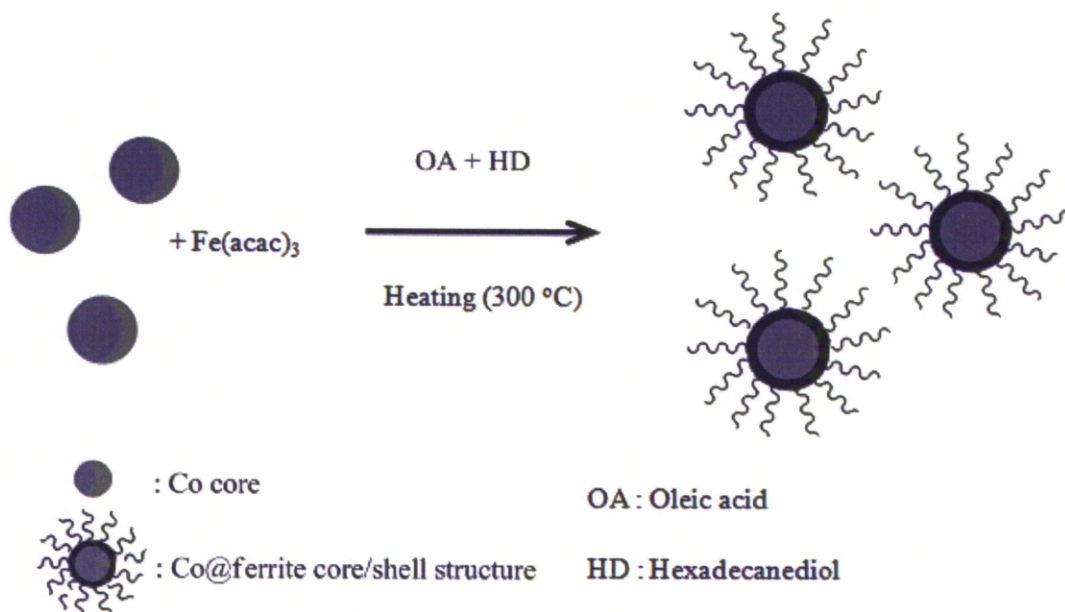 OA + HD
+ Fe(acac)₃
Heating (300 °C)
: Co core
OA : Oleic acid
: Co@ferrite core/shell structure
HD : Hexadecanediol